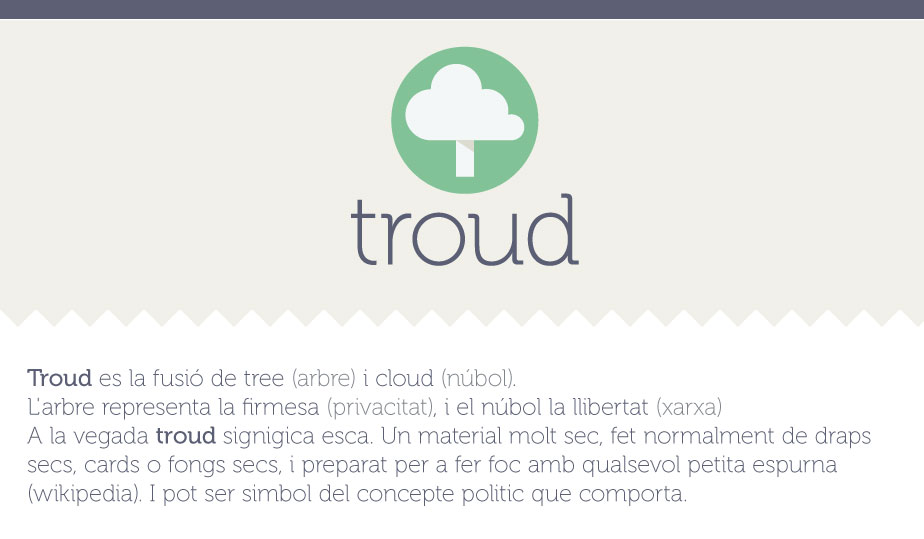 troud
Troud es la fusió de tree (arbre) i cloud (núbol).
L'arbre representa la firmesa (privacitat), i el núbol la llibertat (xarxa)
A la vegada troud signigica esca. Un material molt sec, fet normalment de draps
secs, cards o fongs secs, i preparat per a fer foc amb qualsevol petita espurna
(wikipedia). I pot ser simbol del concepte politic que comporta.